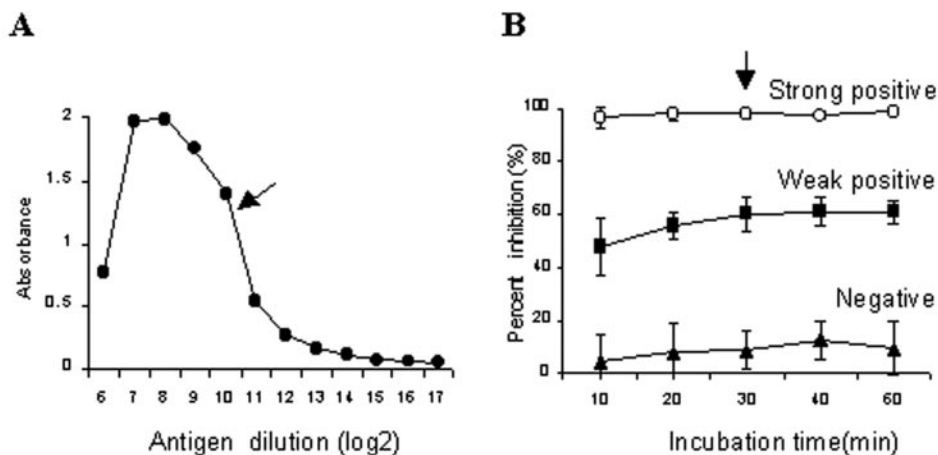 A
Absorbance
2
1.5
1
0.5
0
6 7 8 9 10 11 12 13 14 15 16 17
Antigen dilution (log2)
B
Percent inhibition (%)
100
80
60
40
20
0
Strong positive
Weak positive
Negative
10 20 30 40 60
Incubation time(min)